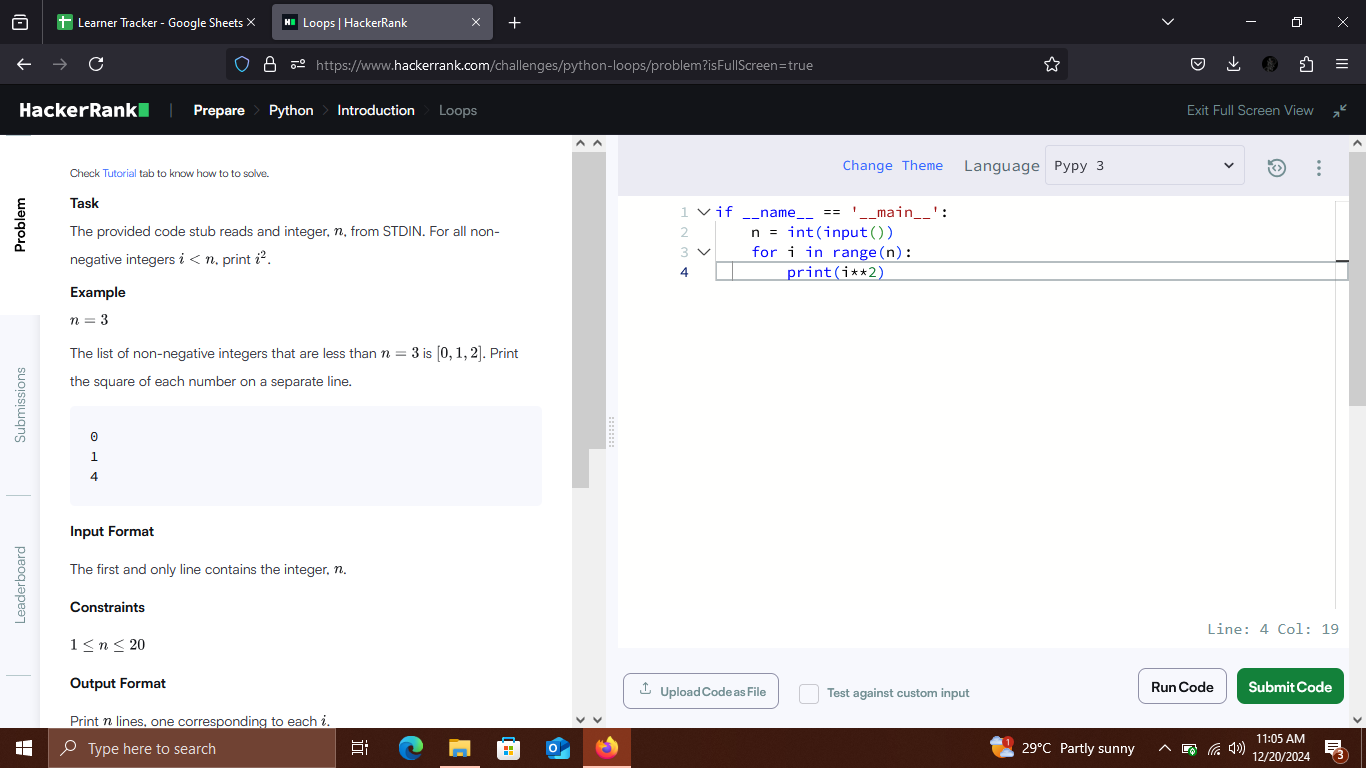 Learner Tracker - Google Sheets
Loops | HackerRank
https://www.hackerrank.com/challenges/python-loops/problem?isFullScreen=true
HackerRank
Prepare
Python
Introduction
Loops
Exit Full Screen View
Problem
Submissions
Leaderboard
Check Tutorial tab to know how to to solve.
Task
The provided code stub reads and integer, n, from STDIN. For all non-
negative integers i < n, print i².
Example
n = 3
The list of non-negative integers that are less than n = 3 is [0, 1, 2]. Print
the square of each number on a separate line.
0
1
4
Input Format
The first and only line contains the integer, n.
Constraints
1 ≤ n ≤ 20
Output Format
Print n lines, one corresponding to each i.
Change Theme
Language
Pypy 3
1 if __name__ == '__main__':
2 n = int(input())
3 for i in range(n):
4 print(i**2)
Line: 4 Col: 19
Upload Code as File
Test against custom input
Run Code
Submit Code
Type here to search
1
29°C Partly sunny
11:05 AM
12/20/2024
3